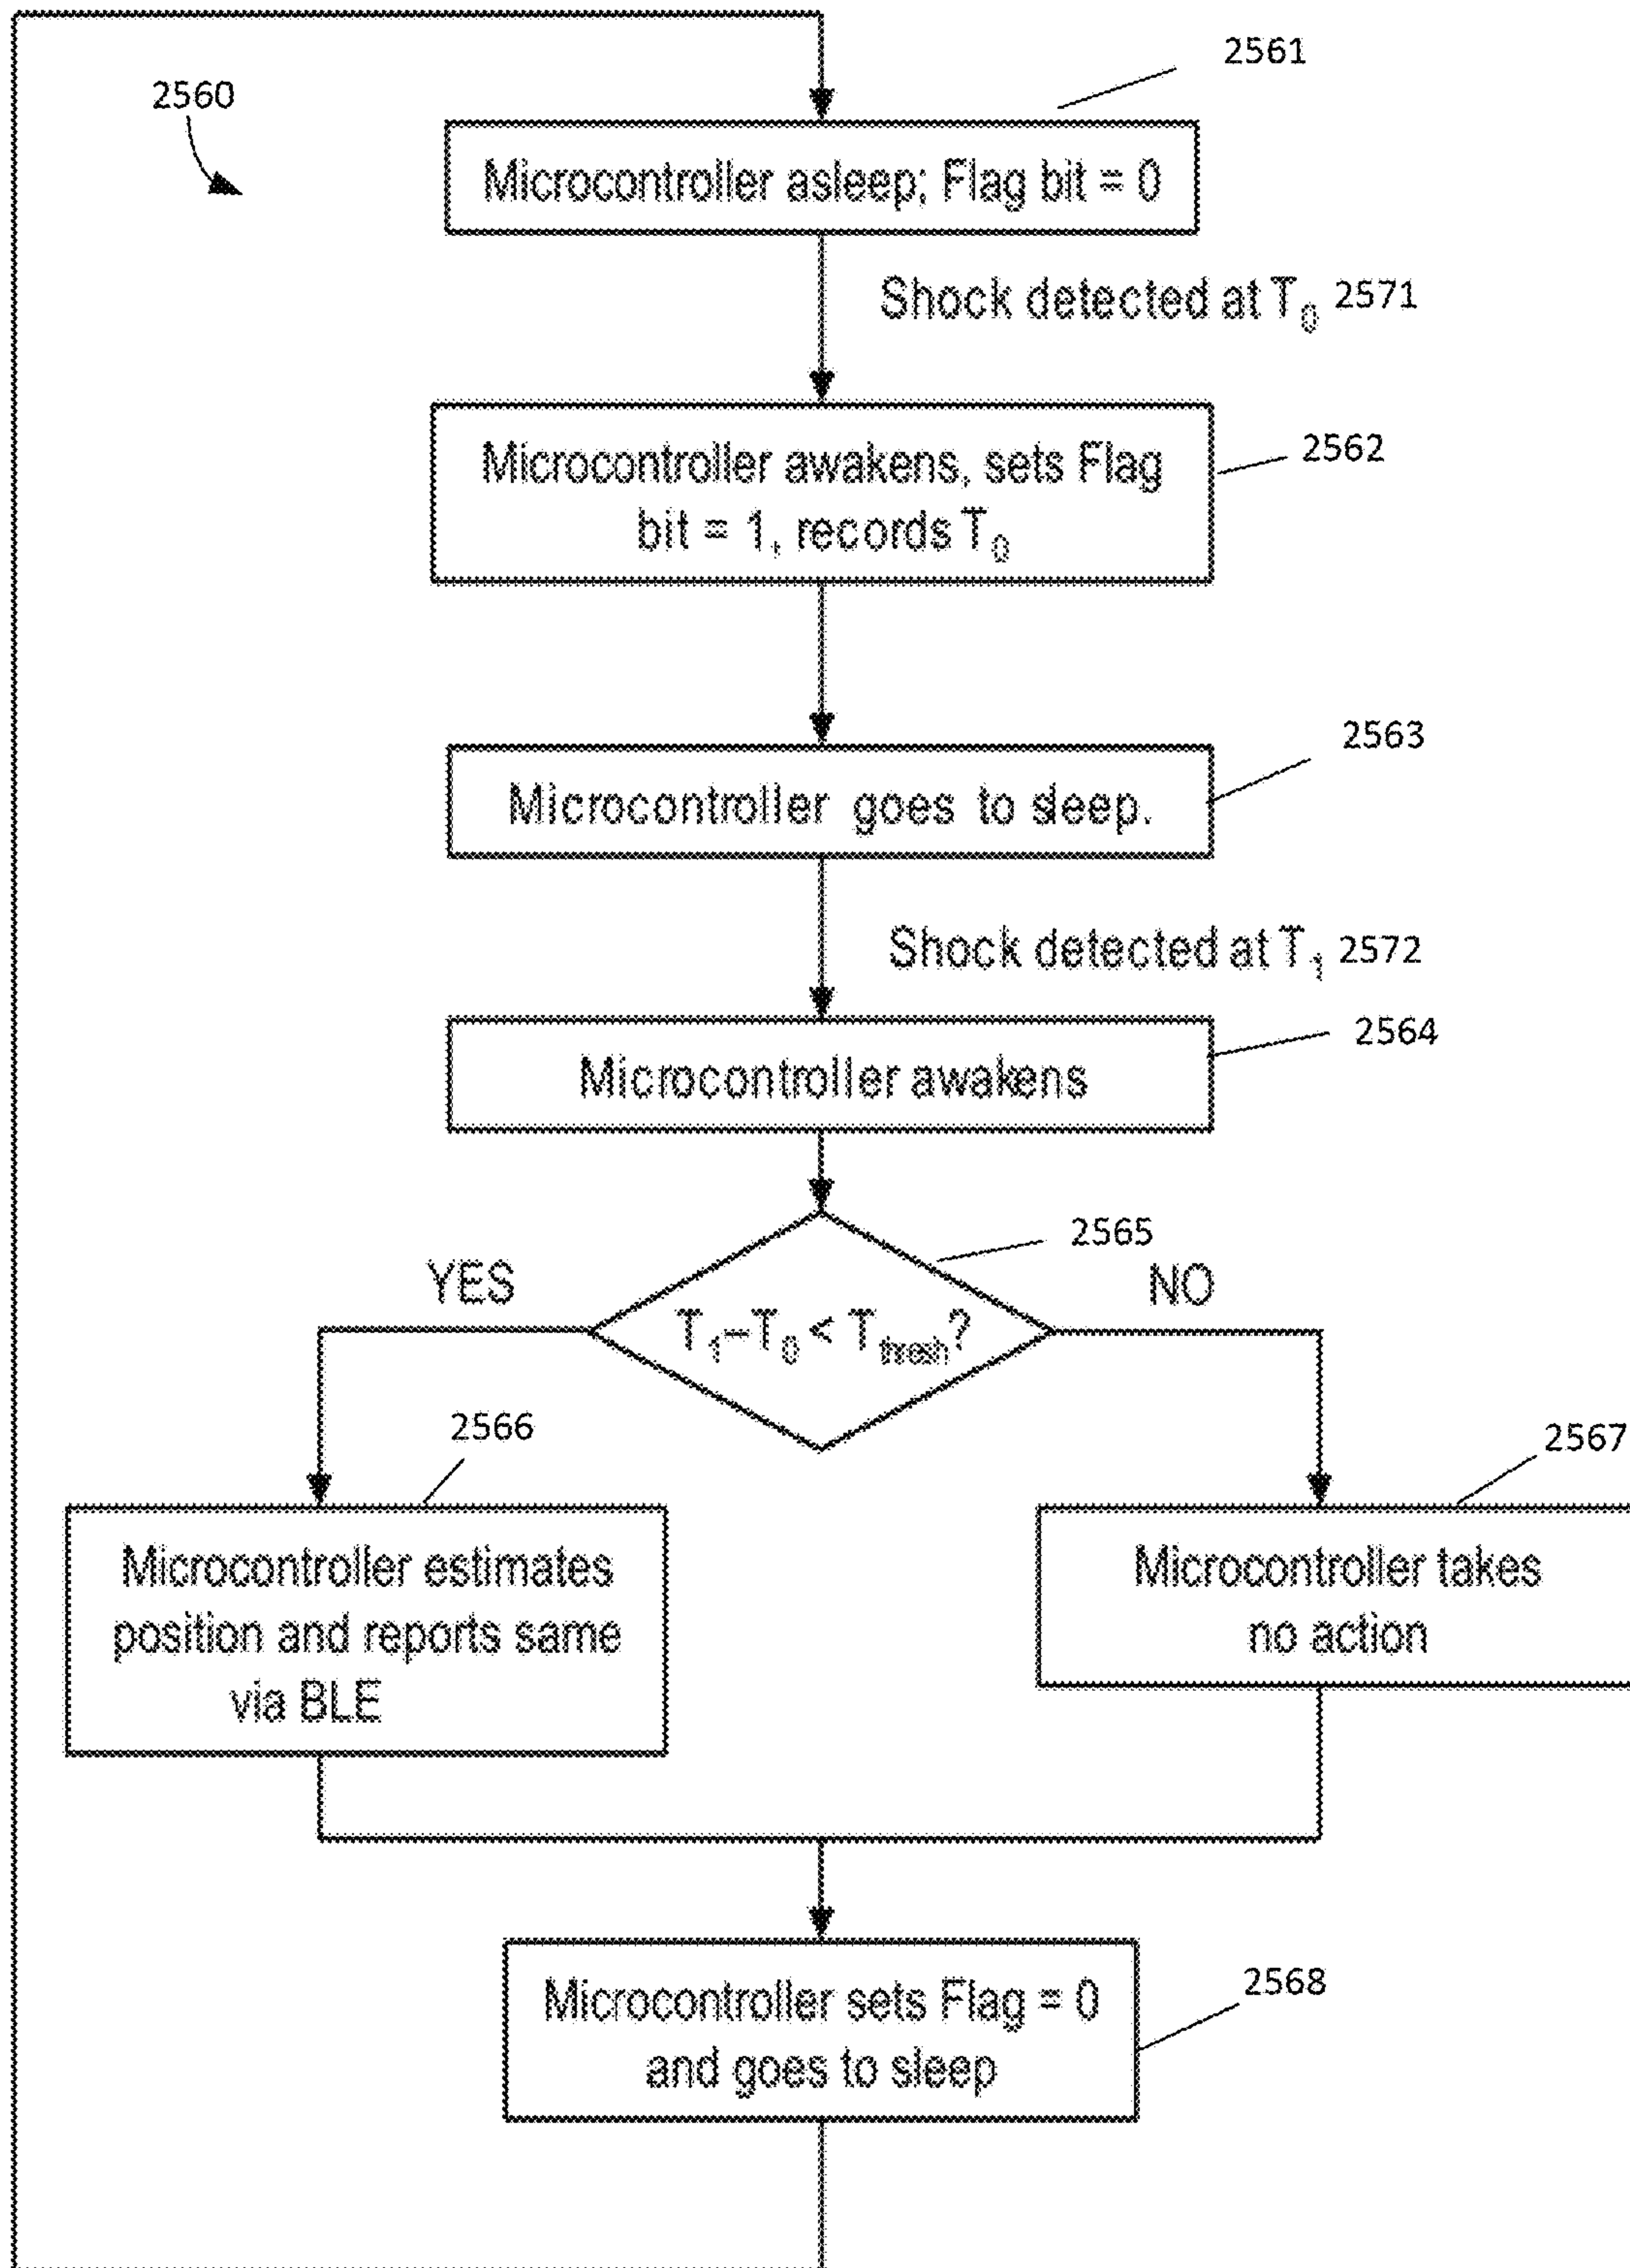 2561
2560
Microcontroller asleep; Flag bit = 0
Shock detected at T₀ 2571
Microcontroller awakens, sets Flag
bit = 1, records T₀
2562
2563
Microcontroller goes to sleep.
Shock detected at T₁ 2572
2564
Microcontroller awakens
2565
YES
NO
T₁–T₀ < Tthresh?
2566
2567
Microcontroller estimates
position and reports same
via BLE
Microcontroller takes
no action
Microcontroller sets Flag = 0
and goes to sleep
2568